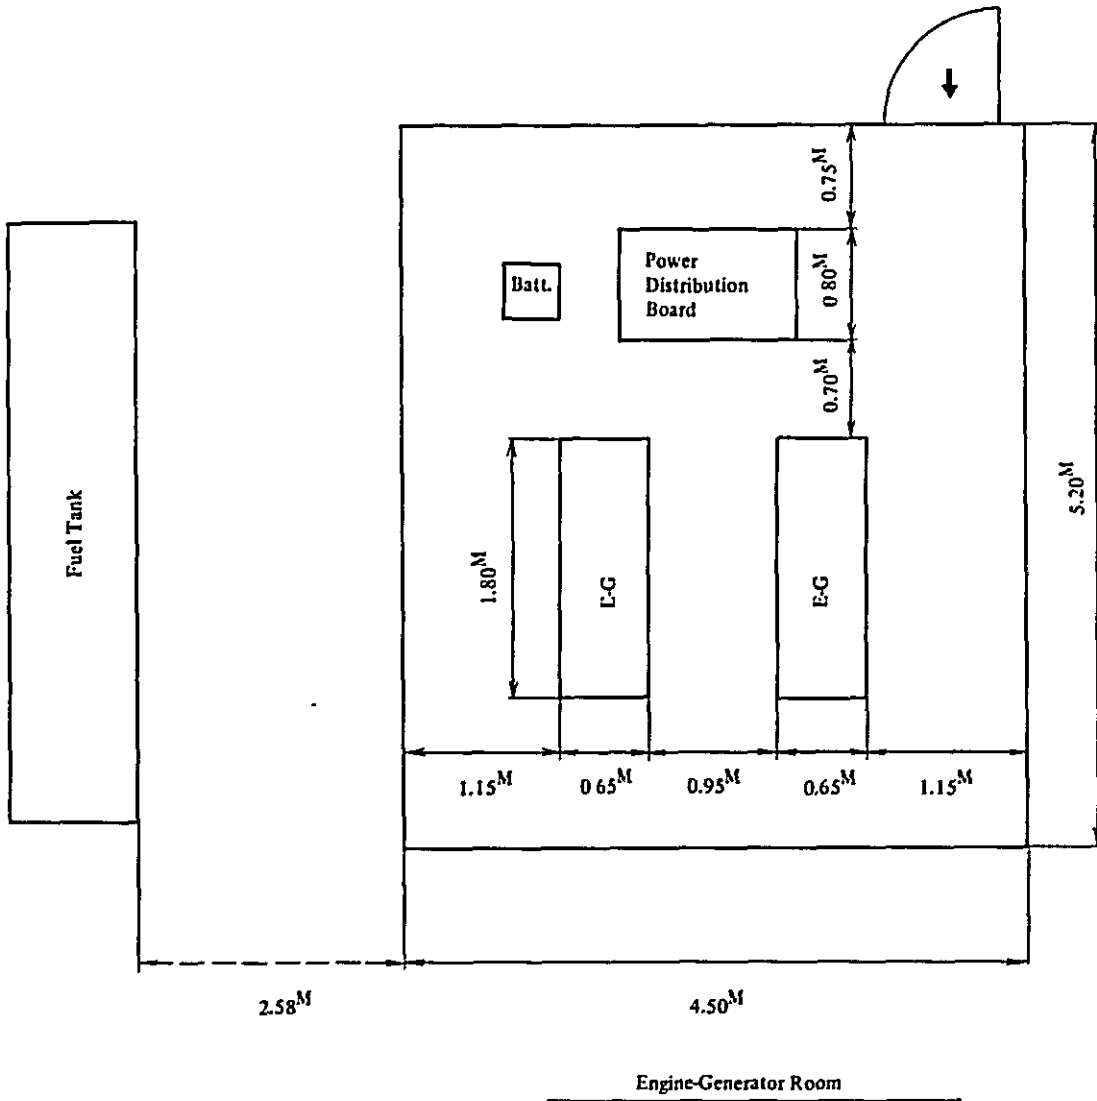 0.75M
Batt.
Power
Distribution
Board
0 80M
0.70M
Fuel Tank
5.20M
1.80M
E-G
E-G
1.15M
0 65M
0.95M
0.65M
1.15M
2.58M
4.50M
Engine-Generator Room